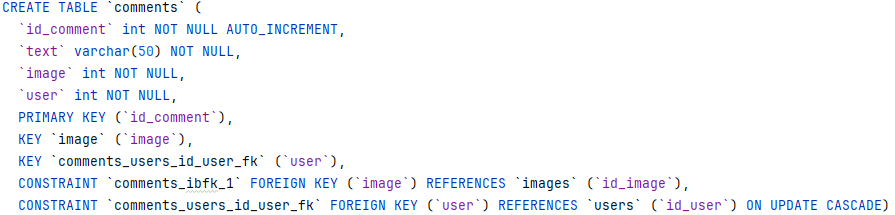 CREATE TABLE `comments` (
  `id_comment` int NOT NULL AUTO_INCREMENT,
  `text` varchar(50) NOT NULL,
  `image` int NOT NULL,
  `user` int NOT NULL,
  PRIMARY KEY (`id_comment`),
  KEY `image` (`image`),
  KEY `comments_users_id_user_fk` (`user`),
  CONSTRAINT `comments_ibfk_1` FOREIGN KEY (`image`) REFERENCES `images` (`id_image`),
  CONSTRAINT `comments_users_id_user_fk` FOREIGN KEY (`user`) REFERENCES `users` (`id_user`) ON UPDATE CASCADE)